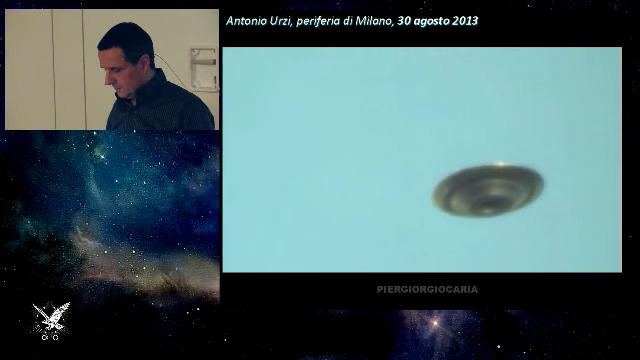 Antonio Urzi, periferia di Milano, 30 agosto 2013
PIERGIORGIOCARIA